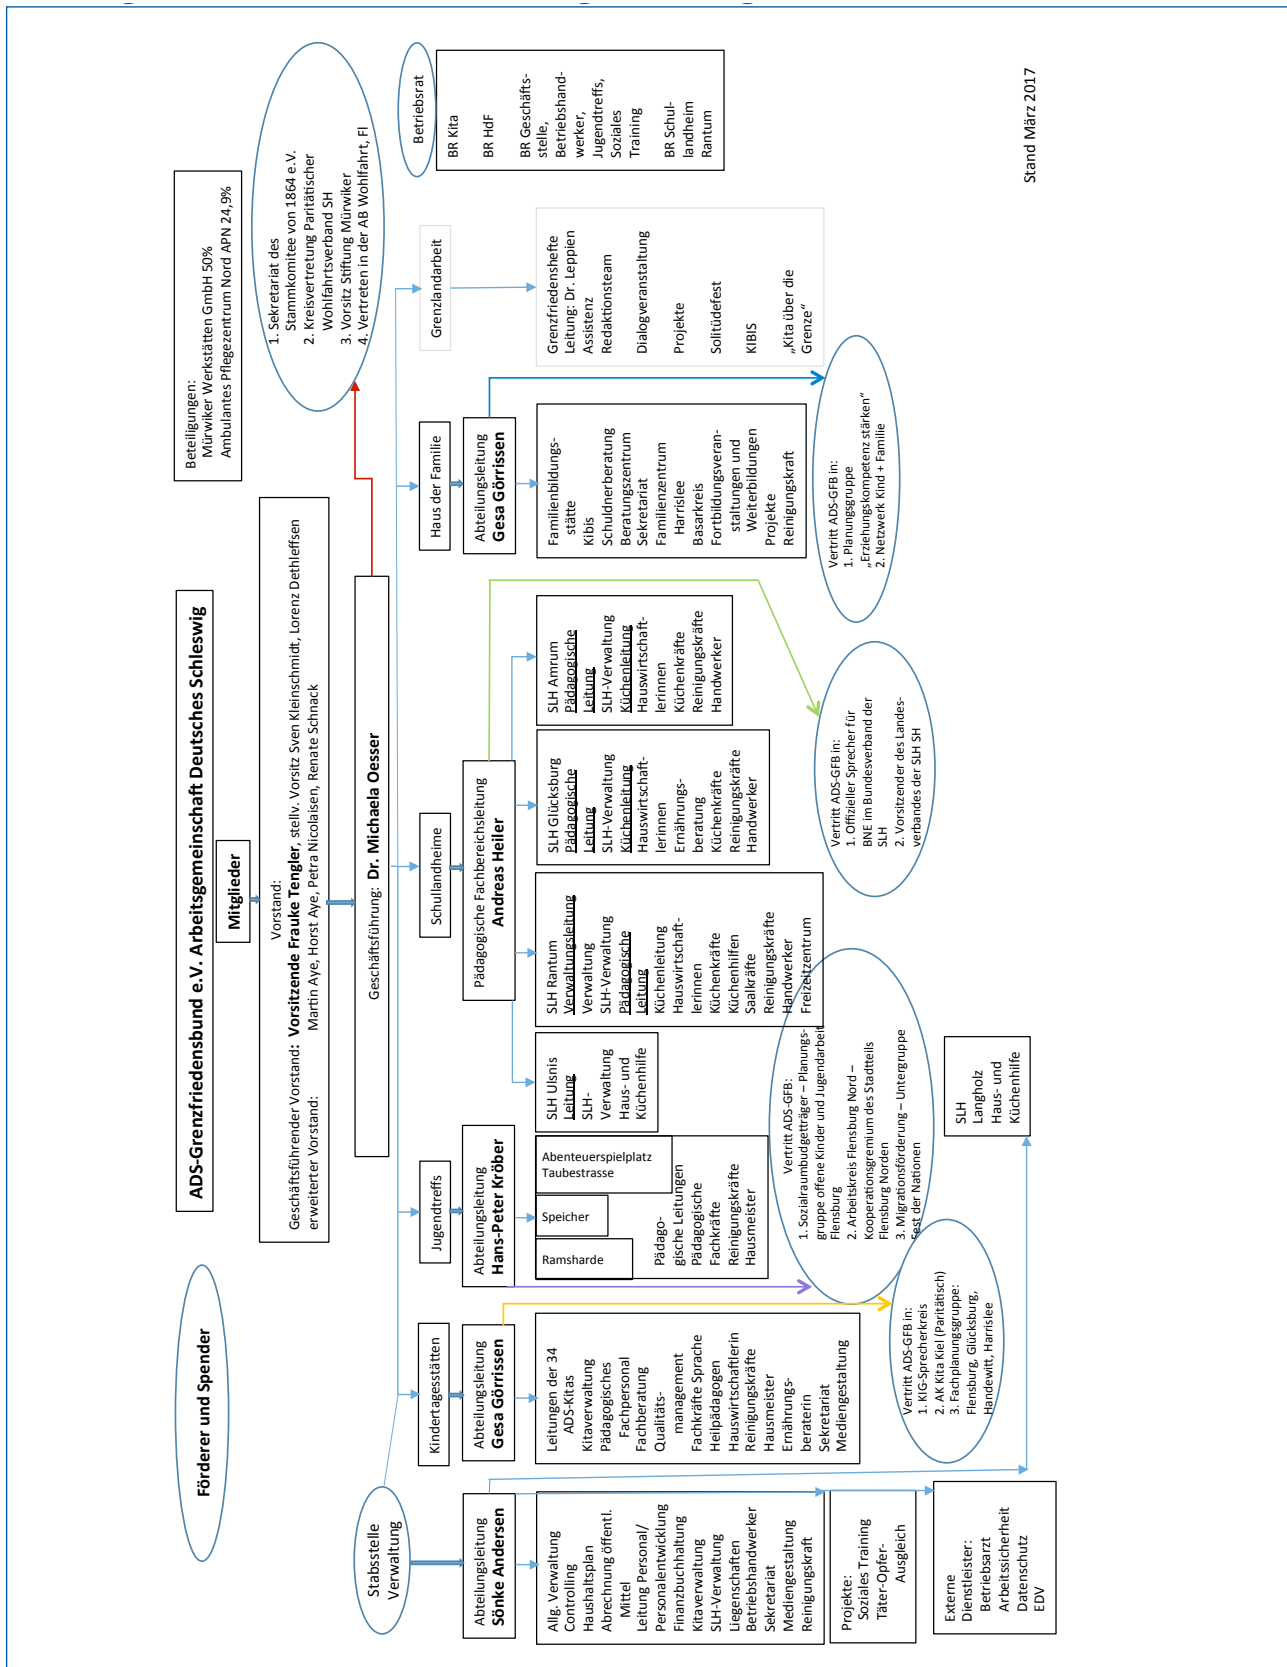 ADS-Grenzfriedensbund e.V. Arbeitsgemeinschaft Deutsches Schleswig
Förderer und Spender
Mitglieder
Vorstand:
Geschäftsführender Vorstand: Vorsitzende Frauke Tengler, stellv. Vorsitz Sven Kleinschmidt, Lorenz Dethleffsen
erweiterter Vorstand: Martin Aye, Horst Aye, Petra Nicolaisen, Renate Schnack
Beteiligungen:
Mürwiker Werkstätten GmbH 50%
Ambulantes Pflegezentrum Nord APN 24,9%
Geschäftsführung: Dr. Michaela Oesser
1. Sekretariat des
Stammkomitee von 1864 e.V.
2. Kreisvertretung Paritätischer
Wohlfahrtsverband SH
3. Vorsitz Stiftung Mürwiker
4. Vertreten in der AB Wohlfahrt, Fl
Stabsstelle
Verwaltung
Abteilungsleitung
Sönke Andersen
Allg. Verwaltung
Controlling
Haushaltsplan
Abrechnung öffentl.
Mittel
Leitung Personal/
Personalentwicklung
Finanzbuchhaltung
Kitaverwaltung
SLH-Verwaltung
Liegenschaften
Betriebshandwerker
Sekretariat
Mediengestaltung
Reinigungskraft
Projekte:
Soziales Training
Täter-Opfer-
Ausgleich
Externe
Dienstleister:
Betriebsarzt
Arbeitssicherheit
Datenschutz
EDV
Kindertagesstätten
Abteilungsleitung
Gesa Görrissen
Leitungen der 34
ADS-Kitas
Kitaverwaltung
Pädagogisches
Fachpersonal
Fachberatung
Qualitäts-
management
Fachkräfte Sprache
Heilpädagogen
Hauswirtschaftlerin
Reinigungskräfte
Hausmeister
Ernährungs-
beraterin
Sekretariat
Mediengestaltung
Vertritt ADS-GFB in:
1. KIG-Sprecherkreis
2. AK Kita Kiel (Paritätisch)
3. Fachplanungsgruppe:
Flensburg, Glücksburg,
Handewitt, Harrislee
Jugendtreffs
Abteilungsleitung
Hans-Peter Kröber
Ramsharde
Speicher
Abenteuerspielplatz
Taubestrasse
Pädago-
gische Leitungen
Pädagogische
Fachkräfte
Reinigungskräfte
Hausmeister
Vertritt ADS-GFB:
1. Sozialraumbudgetträger – Planungs-
gruppe offene Kinder und Jugendarbeit
Flensburg
2. Arbeitskreis Flensburg Nord –
Kooperationsgremium des Stadtteils
Flensburg Norden
3. Migrationsförderung – Untergruppe
Fest der Nationen
Schullandheime
Pädagogische Fachbereichsleitung
Andreas Heiler
SLH Ulsnis
Leitung
SLH-
Verwaltung
Haus- und
Küchenhilfe
SLH Rantum
Verwaltungsleitung
Verwaltung
SLH-Verwaltung
Pädagogische
Leitung
Küchenleitung
Hauswirtschaft-
lerinnen
Küchenkräfte
Küchenhilfen
Saalkräfte
Reinigungskräfte
Handwerker
Freizeitzentrum
SLH Glücksburg
Pädagogische
Leitung
SLH-Verwaltung
Küchenleitung
Hauswirtschaft-
lerinnen
Ernährungs-
beratung
Küchenkräfte
Reinigungskräfte
Handwerker
SLH Amrum
Pädagogische
Leitung
SLH-Verwaltung
Küchenleitung
Hauswirtschaft-
lerinnen
Küchenkräfte
Reinigungskräfte
Handwerker
SLH
Langholz
Haus- und
Küchenhilfe
Vertritt ADS-GFB in:
1. Offizieller Sprecher für
BNE im Bundesverband der
SLH
2. Vorsitzender des Landes-
verbandes der SLH SH
Haus der Familie
Abteilungsleitung
Gesa Görrissen
Familienbildungs-
stätte
Kibis
Schuldnerberatung
Beratungszentrum
Sekretariat
Familienzentrum
Harrislee
Basarkreis
Fortbildungsveran-
staltungen und
Weiterbildungen
Projekte
Reinigungskraft
Vertritt ADS-GFB in:
1. Planungsgruppe
„Erziehungskompetenz stärken“
2. Netzwerk Kind + Familie
Grenzlandarbeit
Grenzfriedenshefte
Leitung: Dr. Leppien
Assistenz
Redaktionsteam
Dialogveranstaltung
Projekte
Solitüdefest
KIBIS
„Kita über die
Grenze“
Betriebsrat
BR Kita
BR HdF
BR Geschäfts-
stelle,
Betriebshand-
werker,
Jugendtreffs,
Soziales
Training
BR Schul-
landheim
Rantum
Stand März 2017